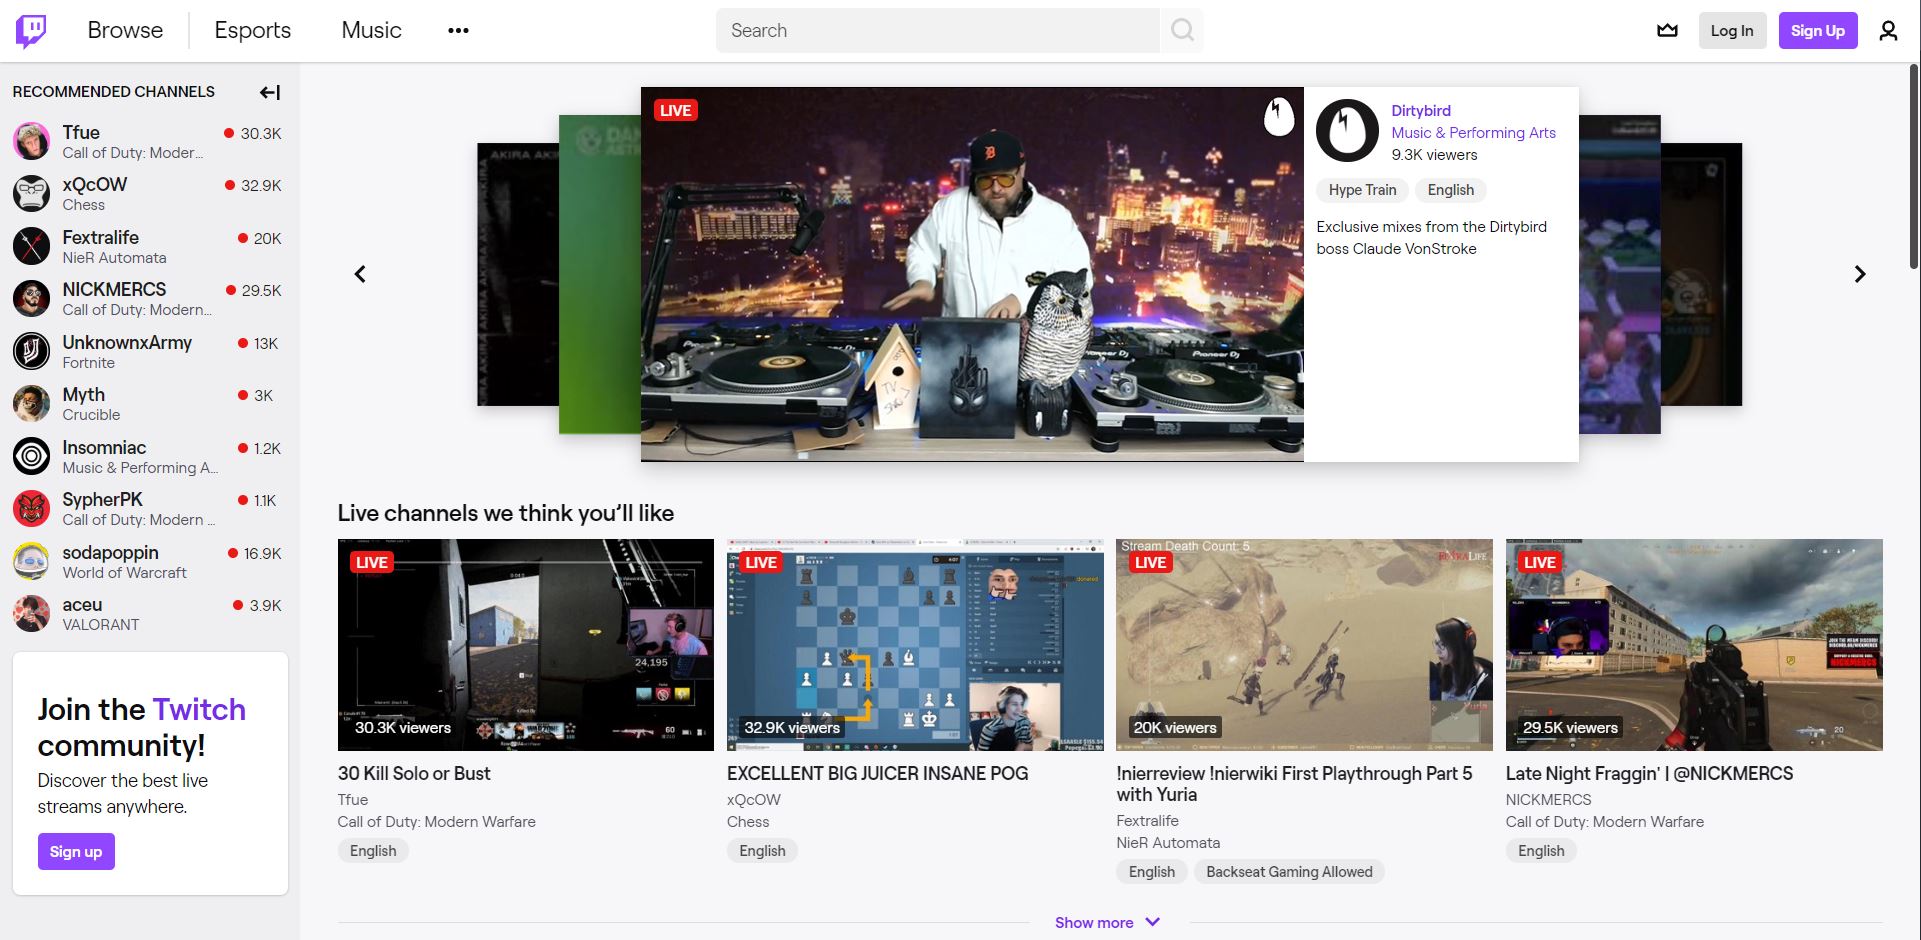 Browse
Esports
Music
Search
Log In
Sign Up
RECOMMENDED CHANNELS
Tfue
30.3K
Call of Duty: Moder...
xQcOW
32.9K
Chess
Fextralife
20K
NieR Automata
NICKMERCS
29.5K
Call of Duty: Modern...
UnknownxArmy
13K
Fortnite
Myth
3K
Crucible
Insomniac
1.2K
Music & Performing A...
SypherPK
1.1K
Call of Duty: Modern ...
sodapoppin
16.9K
World of Warcraft
aceu
3.9K
VALORANT
Join the Twitch
community!
Discover the best live
streams anywhere.
Sign up
AKIRA
LIVE
Pioneer Dj
Dirtybird
Music & Performing Arts
9.3K viewers
Hype Train
English
Exclusive mixes from the Dirtybird
boss Claude VonStroke
Live channels we think you'll like
LIVE
24,195
30.3K viewers
60
30 Kill Solo or Bust
Tfue
Call of Duty: Modern Warfare
English
LIVE
32.9K viewers
EXCELLENT BIG JUICER INSANE POG
xQcOW
Chess
English
Stream Death Count: 5
LIVE
20K viewers
!nierreview !nierwiki First Playthrough Part 5
with Yuria
Fextralife
NieR Automata
English
Backseat Gaming Allowed
LIVE
NICKMERCS
29.5K viewers
20
Late Night Fraggin' | @NICKMERCS
NICKMERCS
Call of Duty: Modern Warfare
English
Show more